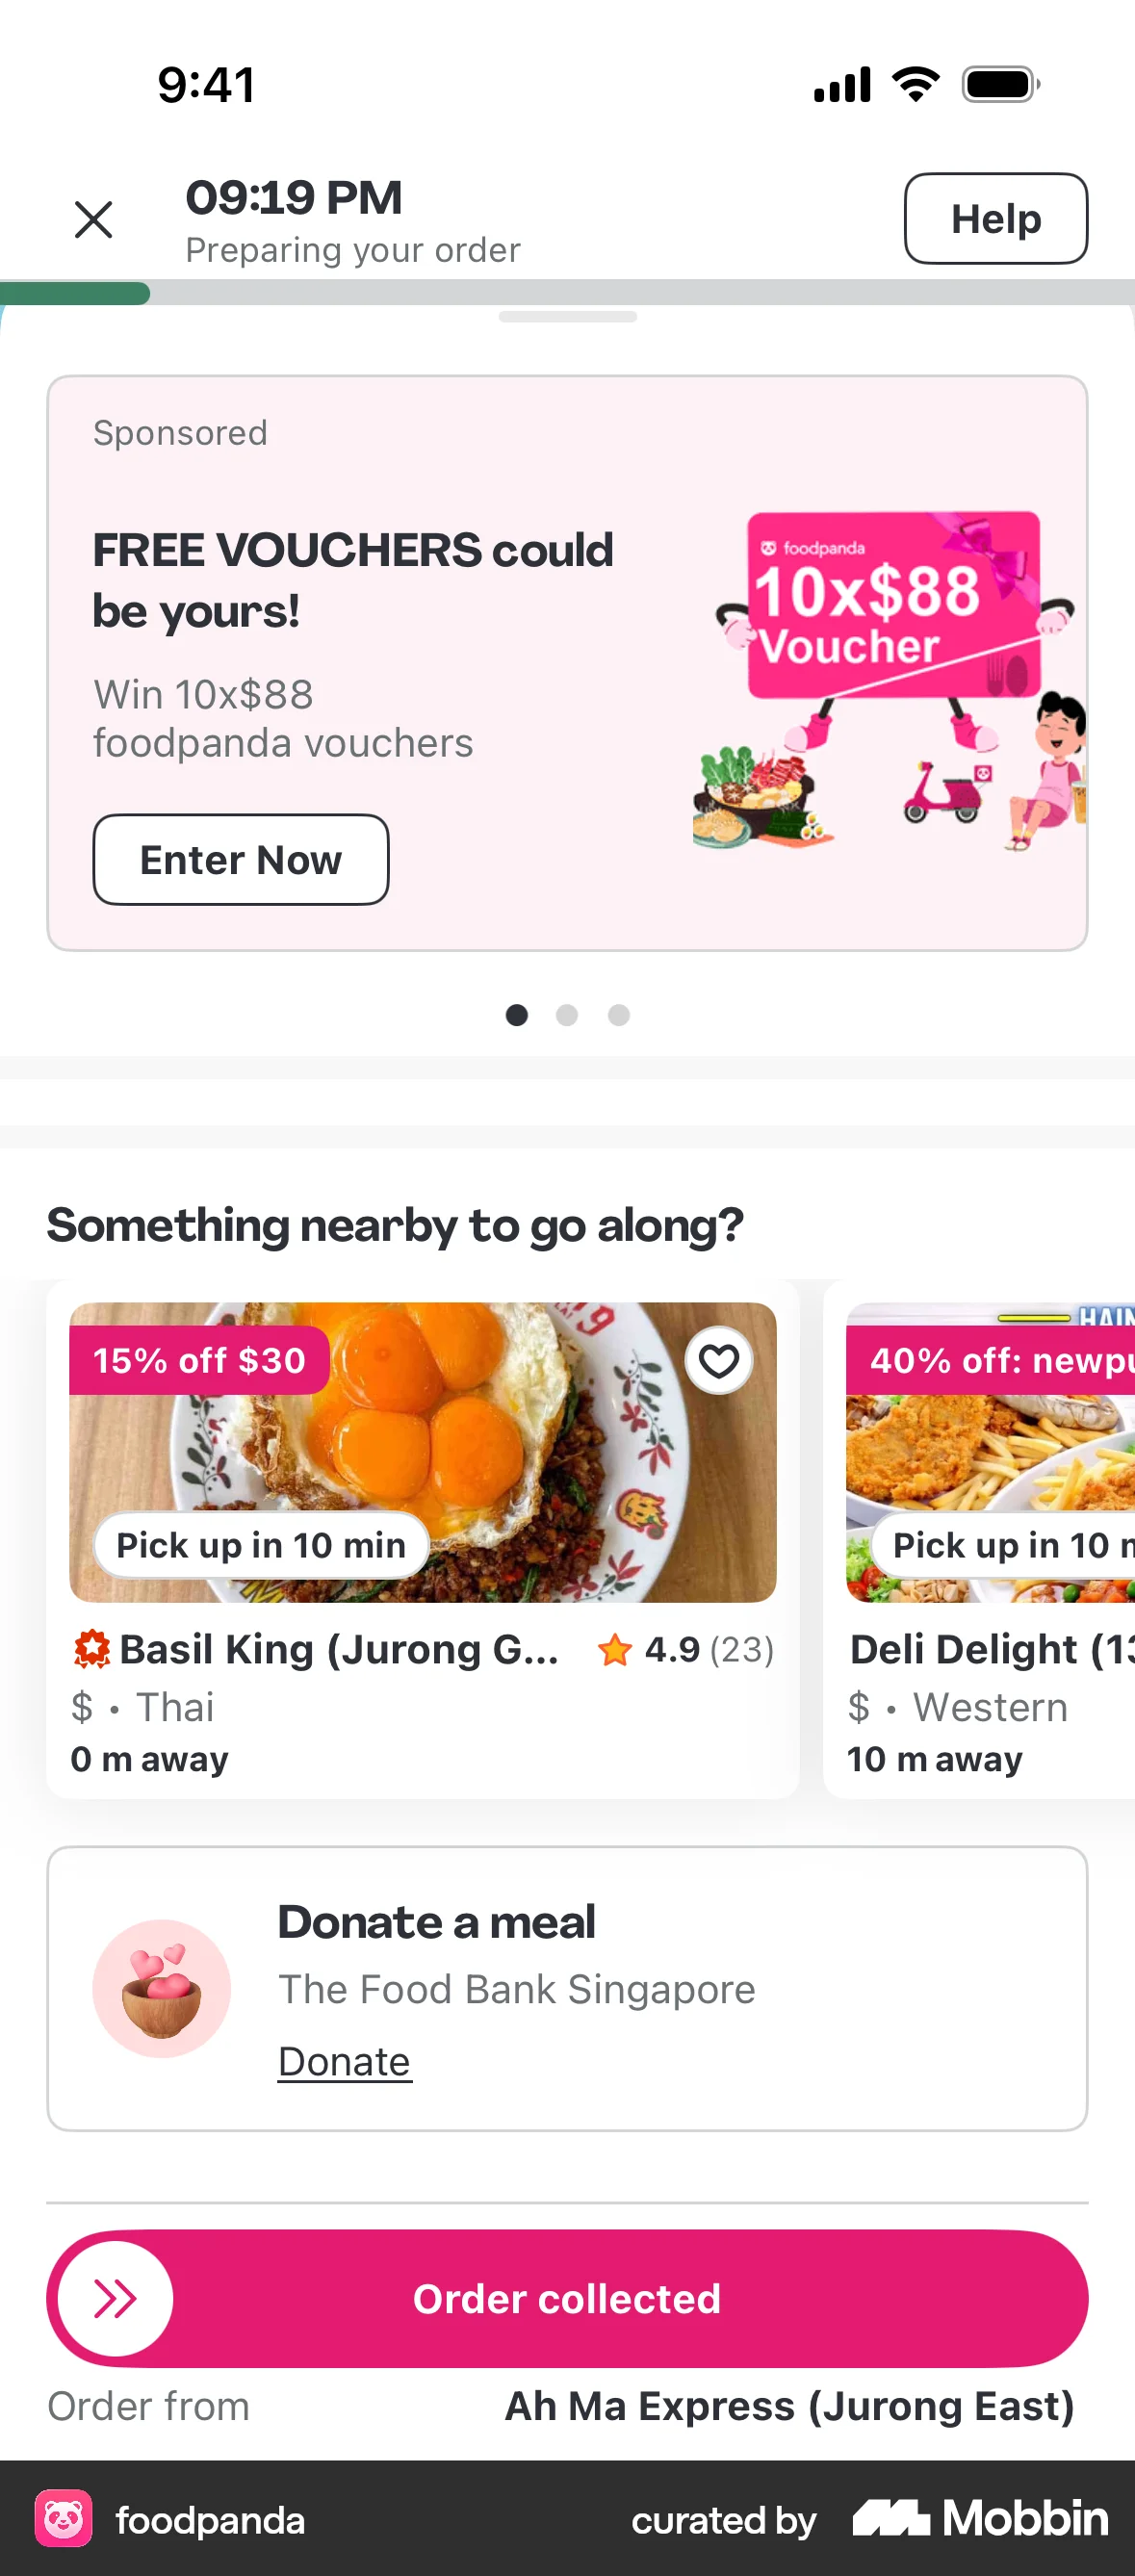 9:41
09:19 PM
Preparing your order
Help
Sponsored
FREE VOUCHERS could
be yours!
Win 10x$88
foodpanda vouchers
Enter Now
foodpanda
10x$88
Voucher
Something nearby to go along?
15% off $30
Pick up in 10 min
Basil King (Jurong G...
4.9 (23)
$ • Thai
0 m away
HAIN
40% off: newpu
Pick up in 10 m
Deli Delight (13
$ • Western
10 m away
Donate a meal
The Food Bank Singapore
Donate
Order collected
Order from
Ah Ma Express (Jurong East)
foodpanda
curated by
Mobbin